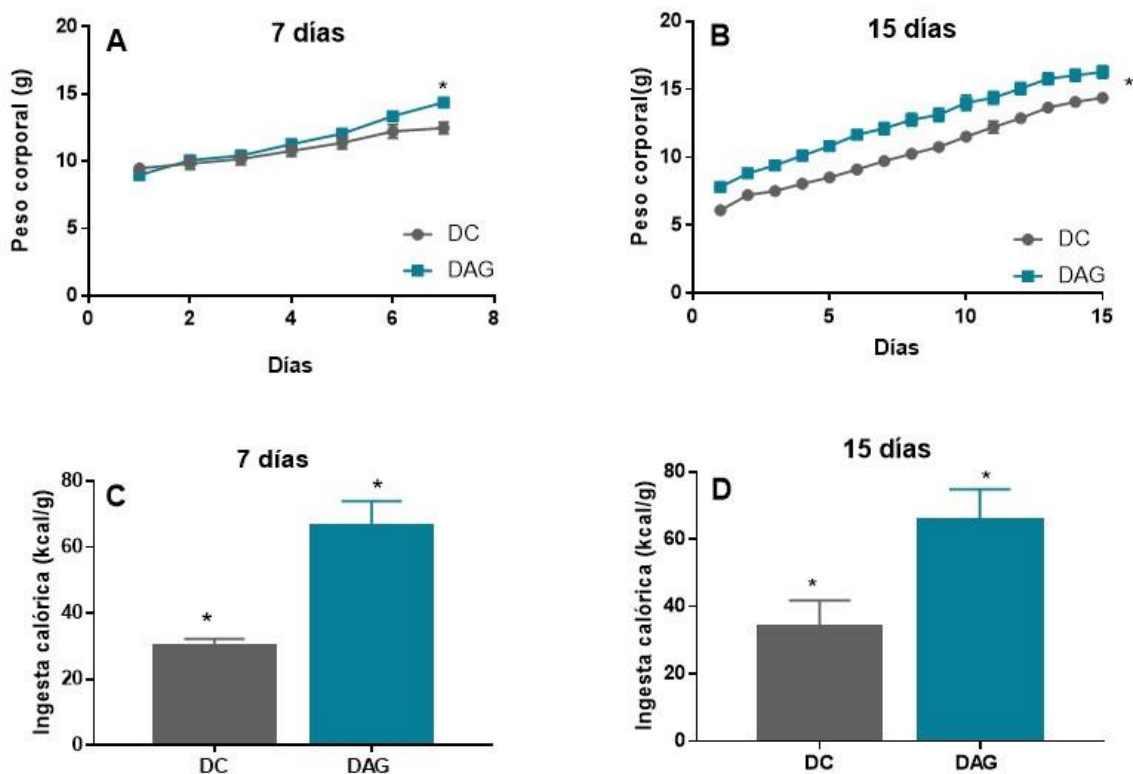 A
7 días
Peso corporal (g)
20
15
10
5
0
*
DC
DAG
0
2
4
6
8
Días
B
15 días
Peso corporal(g)
20
15
10
5
0
*
DC
DAG
0
5
10
15
Días
C
7 días
Ingesta calórica (kcal/g)
80
60
40
20
0
*
*
DC
DAG
D
15 días
Ingesta calórica (kcal/g)
80
60
40
20
0
*
*
DC
DAG